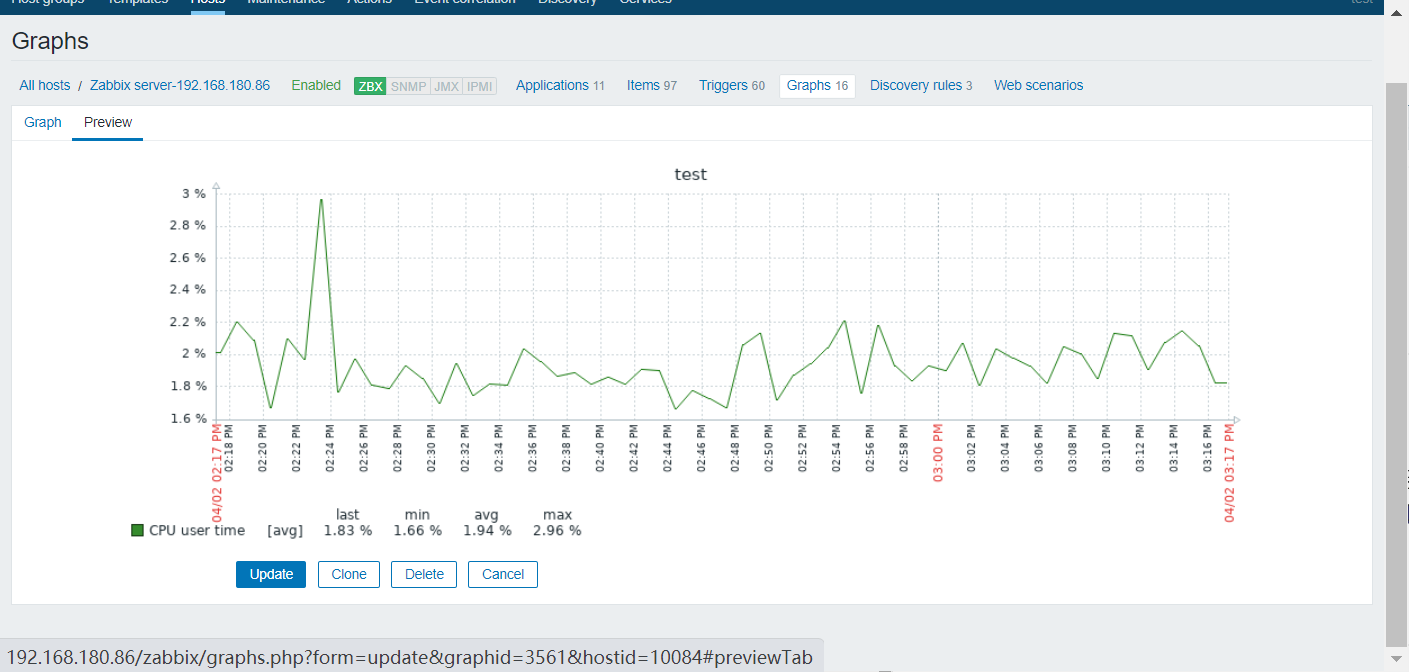 Host groups Templates Hosts Maintenance Actions Event correlation Discovery Services test
Graphs
All hosts / Zabbix server-192.168.180.86 Enabled ZBX SNMP JMX IPMI Applications 11 Items 97 Triggers 60 Graphs 16 Discovery rules 3 Web scenarios
Graph Preview
test
3 %
2.8 %
2.6 %
2.4 %
2.2 %
2 %
1.8 %
1.6 %
04/02 02:17 PM 02:18 PM 02:20 PM 02:22 PM 02:24 PM 02:26 PM 02:28 PM 02:30 PM 02:32 PM 02:34 PM 02:36 PM 02:38 PM 02:40 PM 02:42 PM 02:44 PM 02:46 PM 02:48 PM 02:50 PM 02:52 PM 02:54 PM 02:56 PM 02:58 PM 03:00 PM 03:02 PM 03:04 PM 03:06 PM 03:08 PM 03:10 PM 03:12 PM 03:14 PM 03:16 PM 04/02 03:17 PM
last min avg max
CPU user time [avg] 1.83 % 1.66 % 1.94 % 2.96 %
Update Clone Delete Cancel
192.168.180.86/zabbix/graphs.php?form=update&graphid=3561&hostid=10084#previewTab